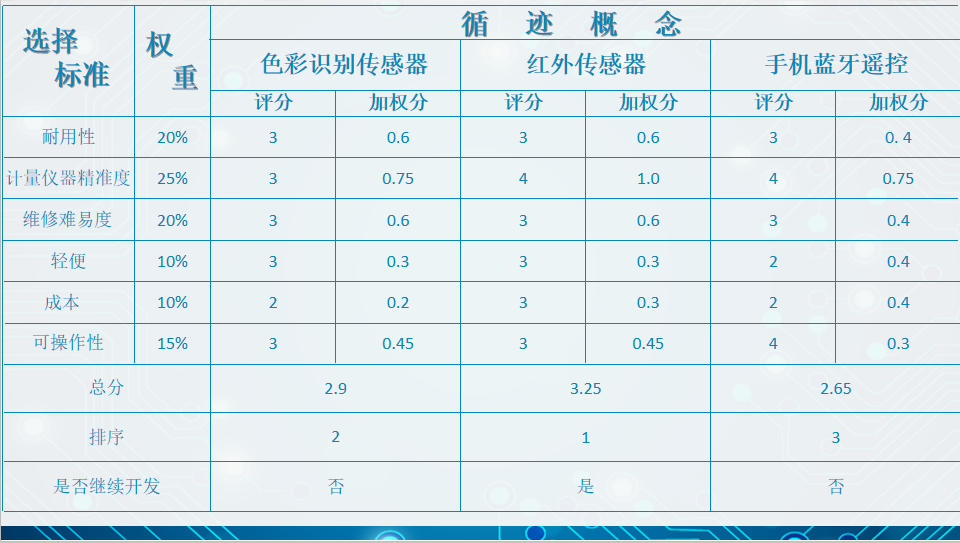 选择
标准
权
重
循 迹 概 念
色彩识别传感器 红外传感器 手机蓝牙遥控
评分 加权分 评分 加权分 评分 加权分
耐用性 20% 3 0.6 3 0.6 3 0. 4
计量仪器精准度 25% 3 0.75 4 1.0 4 0.75
维修难易度 20% 3 0.6 3 0.6 3 0.4
轻便 10% 3 0.3 3 0.3 2 0.4
成本 10% 2 0.2 3 0.3 2 0.4
可操作性 15% 3 0.45 3 0.45 4 0.3
总分 2.9 3.25 2.65
排序 2 1 3
是否继续开发 否 是 否